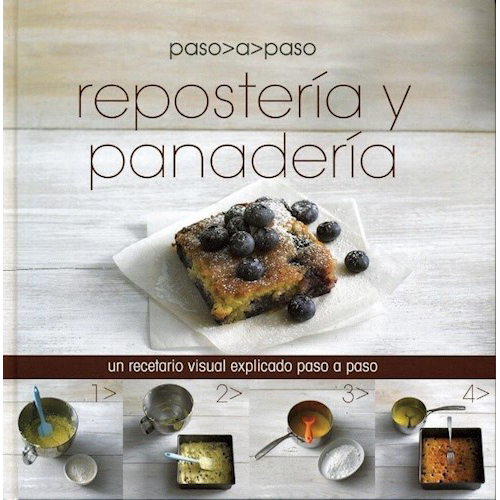 paso>a>paso
repostería y
panadería
un recetario visual explicado paso a paso
1> 2> 3> 4>